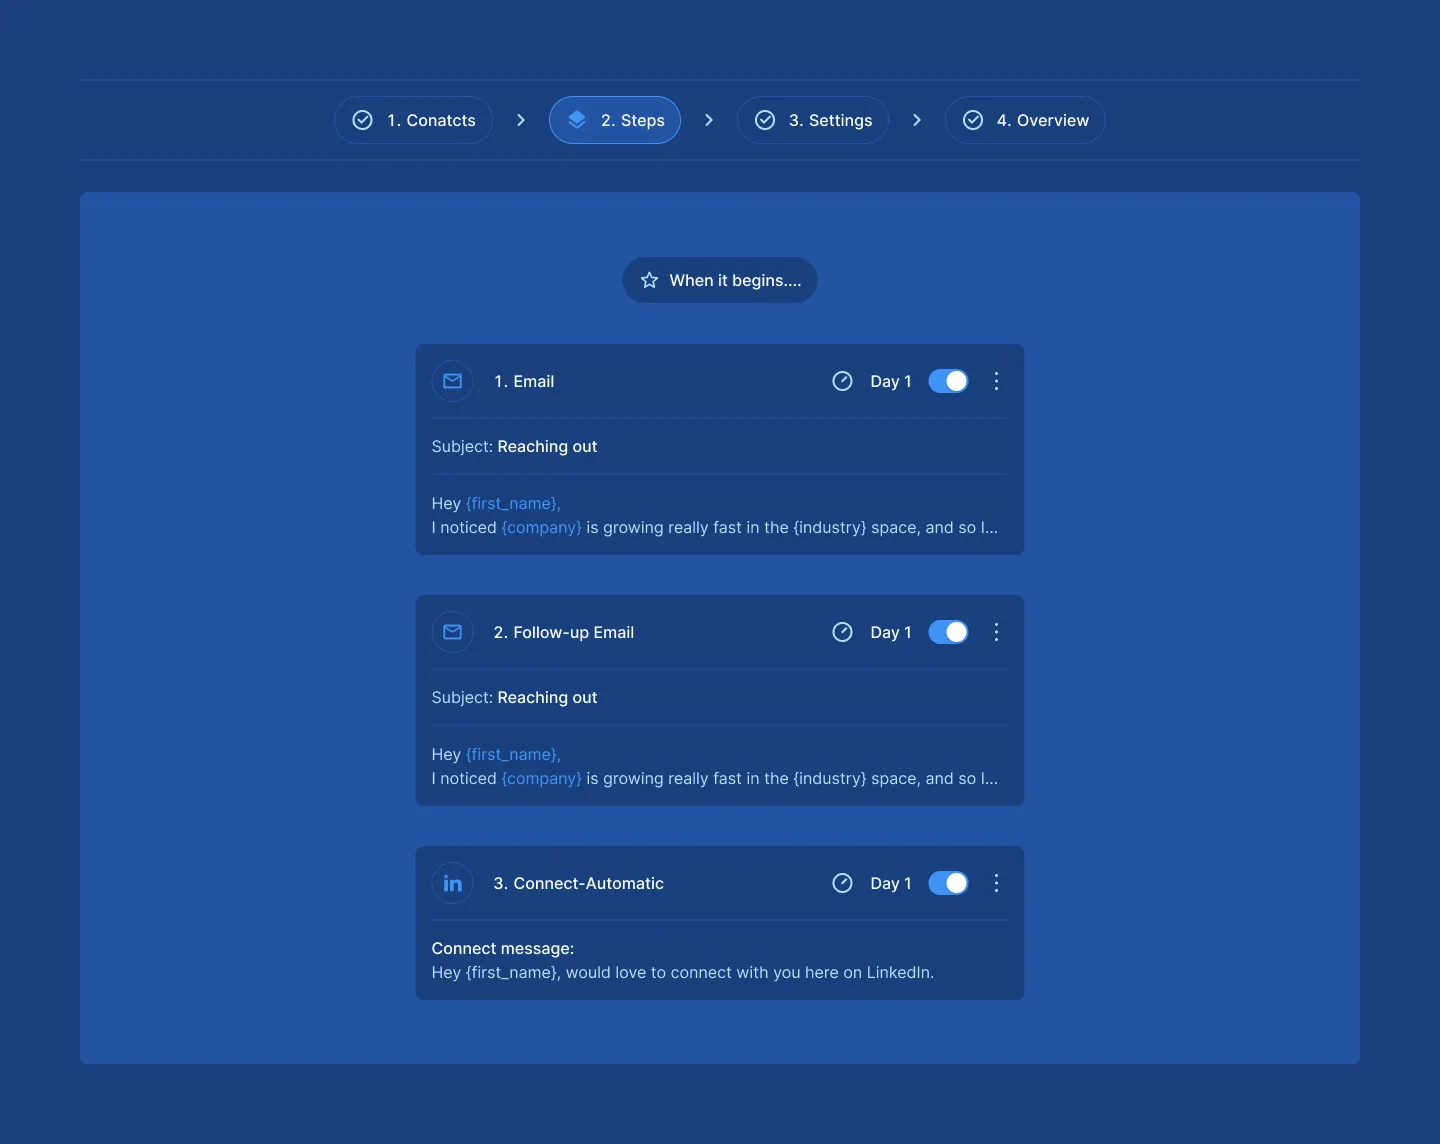 1. Conatcts
2. Steps
3. Settings
4. Overview
When it begins....
1. Email
Day 1
Subject: Reaching out
Hey {first_name},
I noticed {company} is growing really fast in the {industry} space, and so I...
2. Follow-up Email
Day 1
Subject: Reaching out
Hey {first_name},
I noticed {company} is growing really fast in the {industry} space, and so I...
in
3. Connect-Automatic
Day 1
Connect message:
Hey {first_name}, would love to connect with you here on LinkedIn.